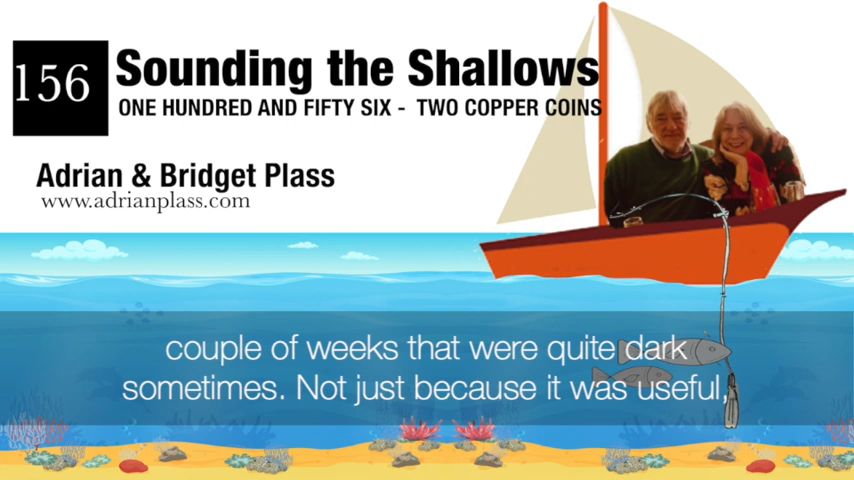 156
Sounding the Shallows
ONE HUNDRED AND FIFTY SIX - TWO COPPER COINS
Adrian & Bridget Plass
www.adrianplass.com
couple of weeks that were quite dark
sometimes. Not just because it was useful,